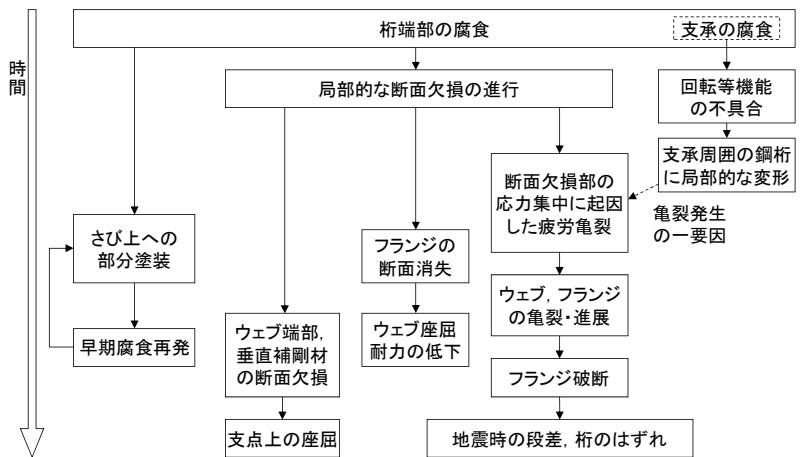 桁端部の腐食
支承の腐食
時間
局部的な断面欠損の進行
回転等機能
の不具合
支承周囲の鋼桁
に局部的な変形
断面欠損部の
応力集中に起因
した疲労亀裂
亀裂発生
の一要因
さび上への
部分塗装
フランジの
断面消失
ウェブ，フランジ
の亀裂・進展
ウェブ端部，
垂直補剛材
の断面欠損
ウェブ座屈
耐力の低下
早期腐食再発
フランジ破断
支点上の座屈
地震時の段差，桁のはずれ